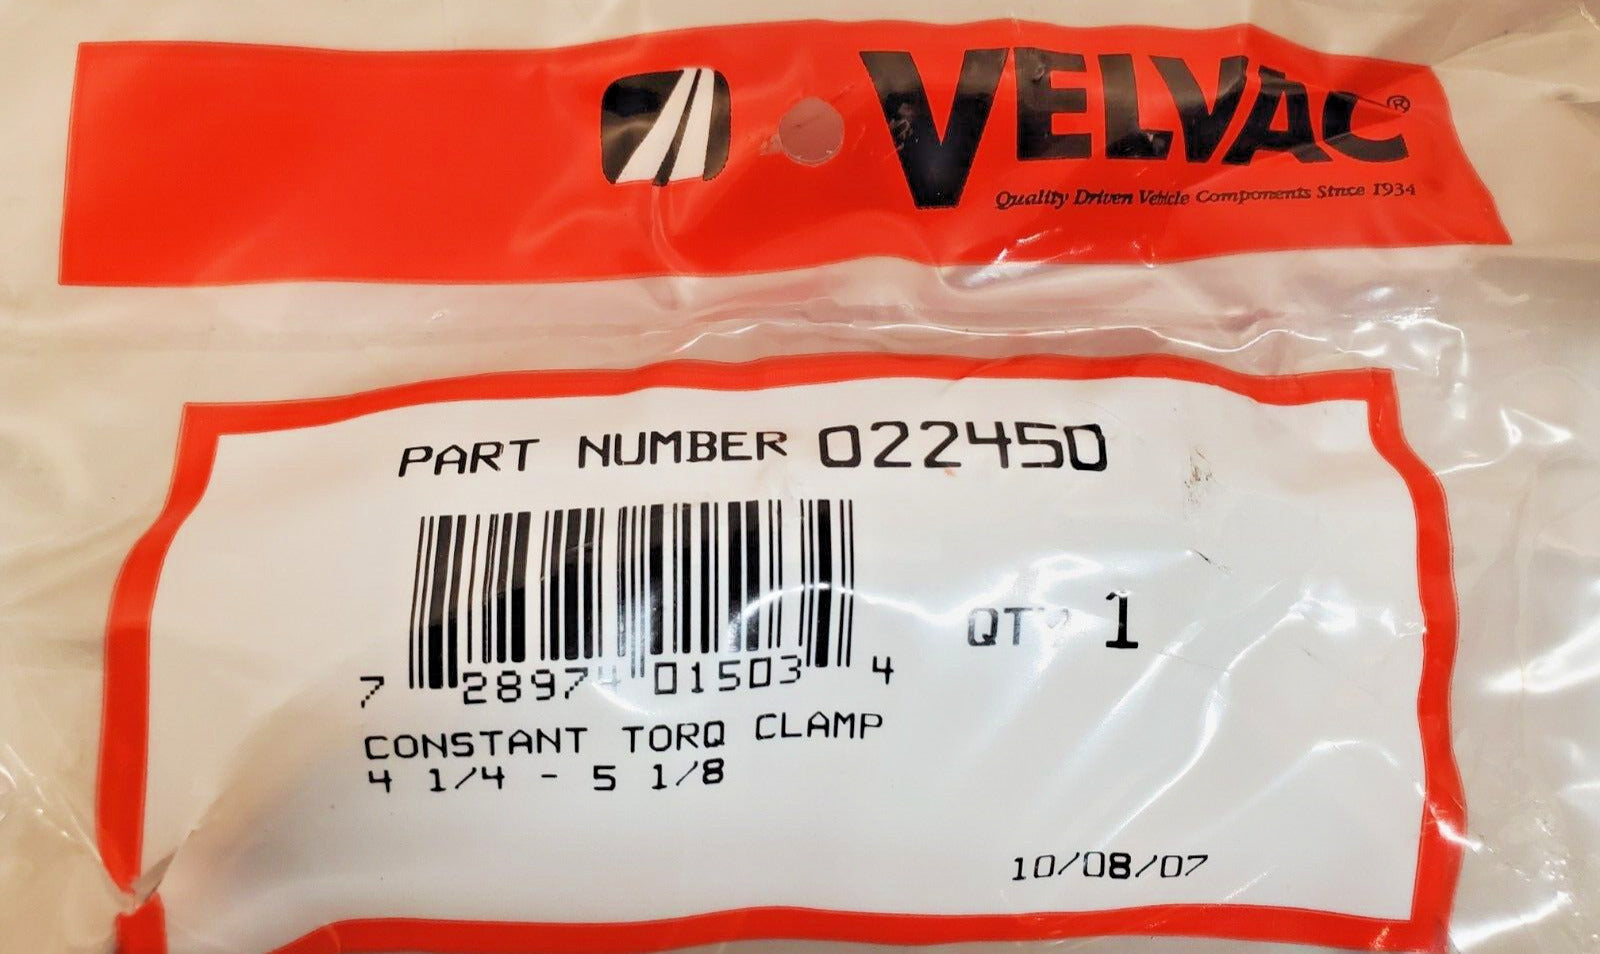 VELVAC®
Quality Driven Vehicle Components Since 1934
PART NUMBER 022450
7 28974 01503 4
QTY 1
CONSTANT TORQ CLAMP
4 1/4 - 5 1/8
10/08/07